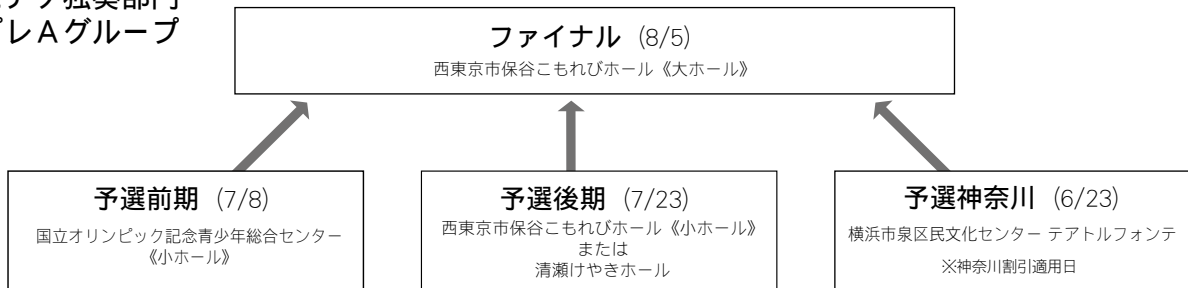 独奏部門
プレAグループ
ファイナル (8/5)
西東京市保谷こもれびホール《大ホール》
予選前期 (7/8)
国立オリンピック記念青少年総合センター
《小ホール》
予選後期 (7/23)
西東京市保谷こもれびホール《小ホール》
または
清瀬けやきホール
予選神奈川 (6/23)
横浜市泉区民文化センター テアトルフォンテ
※神奈川割引適用日